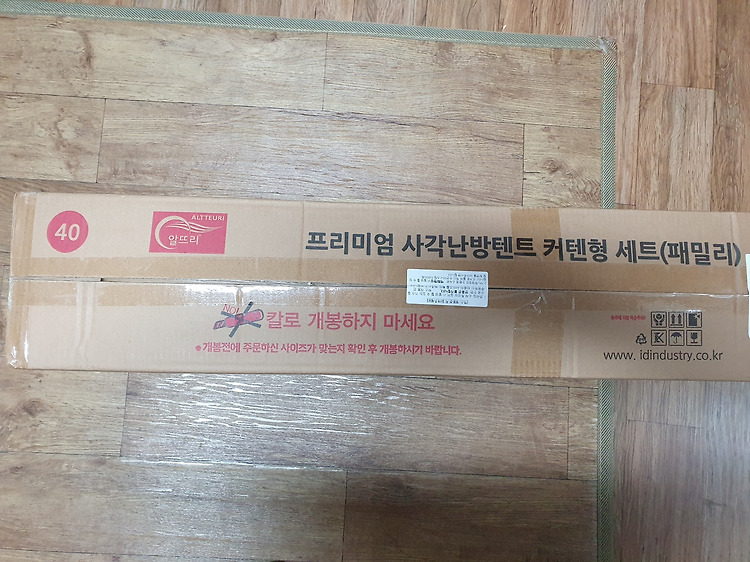 40
ALTTEURI
알뜨리
프리미엄 사각난방텐트 커텐형 세트(패밀리)
No!
칼로 개봉하지 마세요
● 개봉전에 주문하신 사이즈가 맞는지 확인 후 개봉하시기 바랍니다.
www. idindustry.co.kr